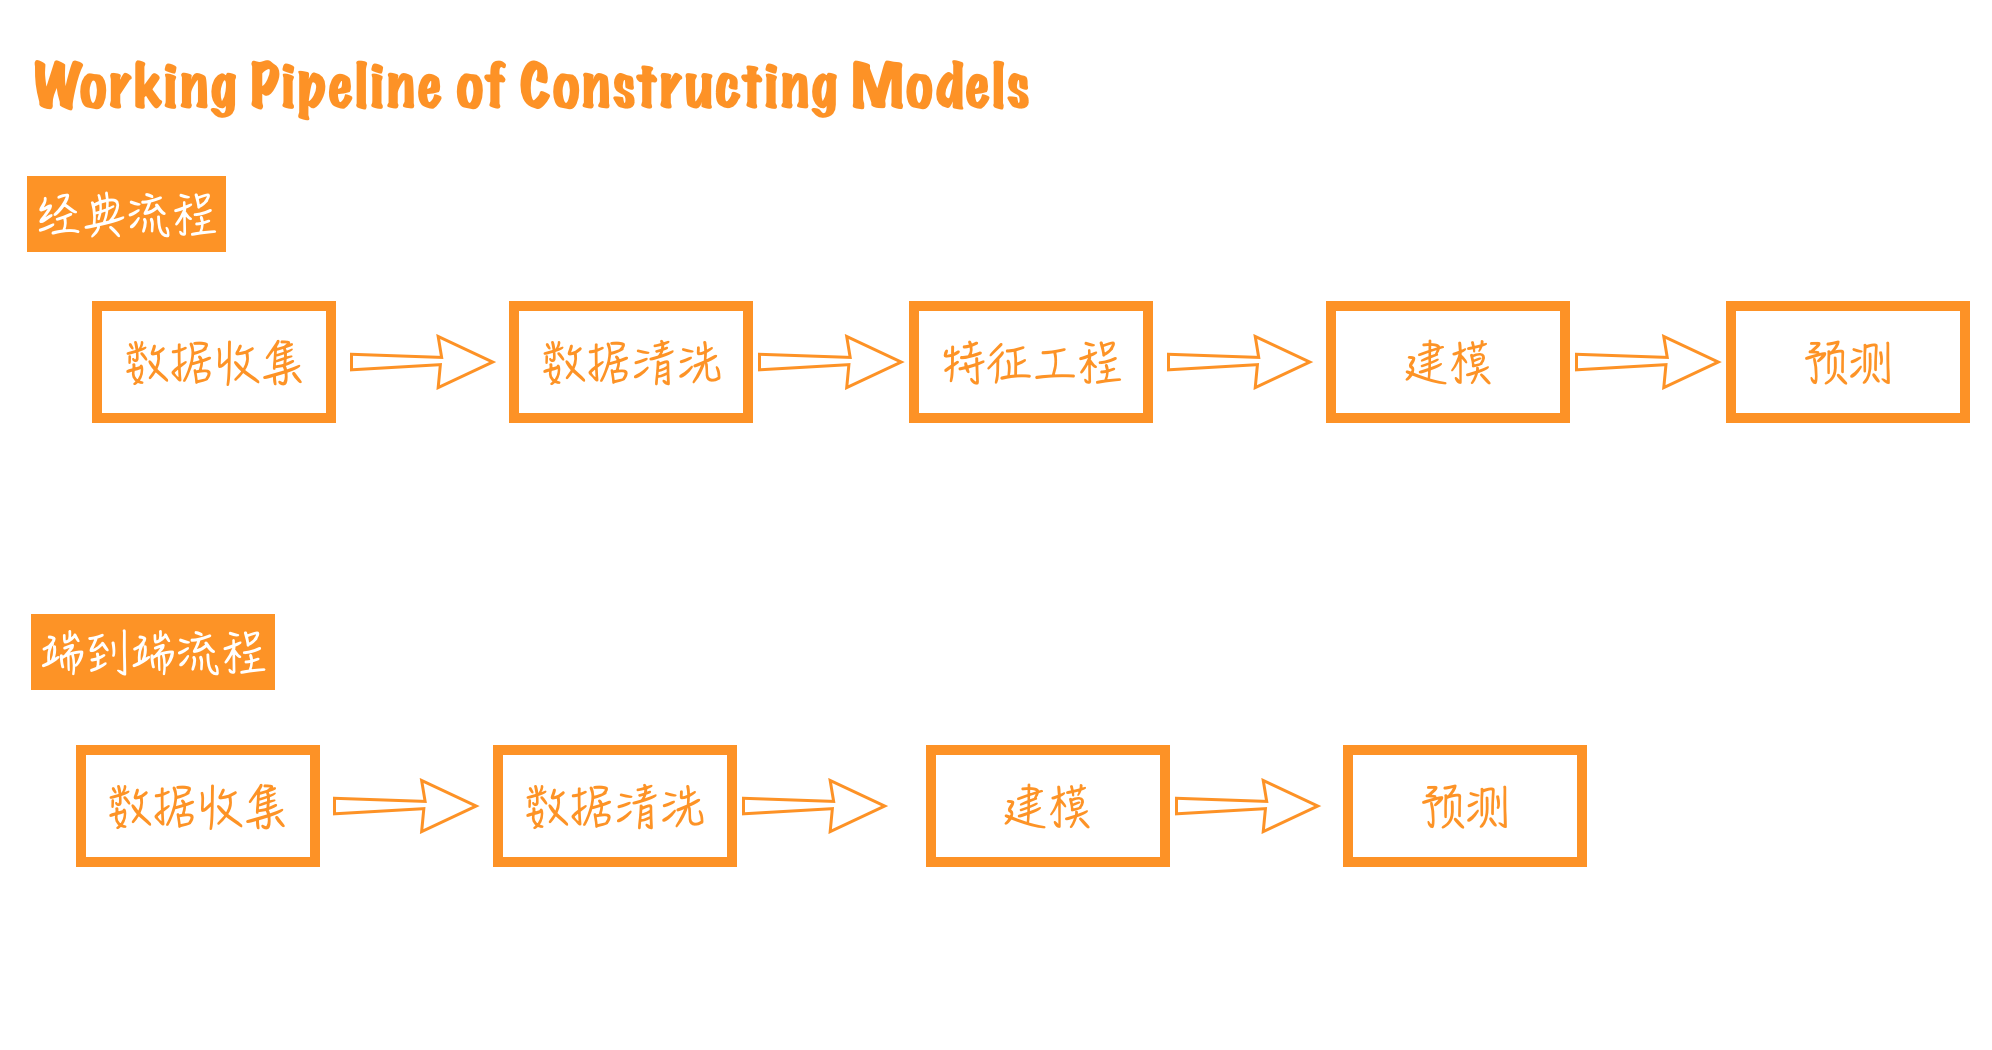 Working Pipeline of Constructing Models
经典流程
数据收集 数据清洗 特征工程 建模 预测
端到端流程
数据收集 数据清洗 建模 预测